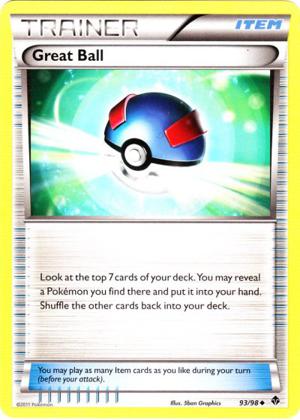 TRAINER
ITEM
Great Ball
Look at the top 7 cards of your deck. You may reveal
a Pokémon you find there and put it into your hand.
Shuffle the other cards back into your deck.
You may play as many Item cards as you like during your turn
(before your attack).
©2011 Pokémon
Illus. 5ban Graphics
93/98